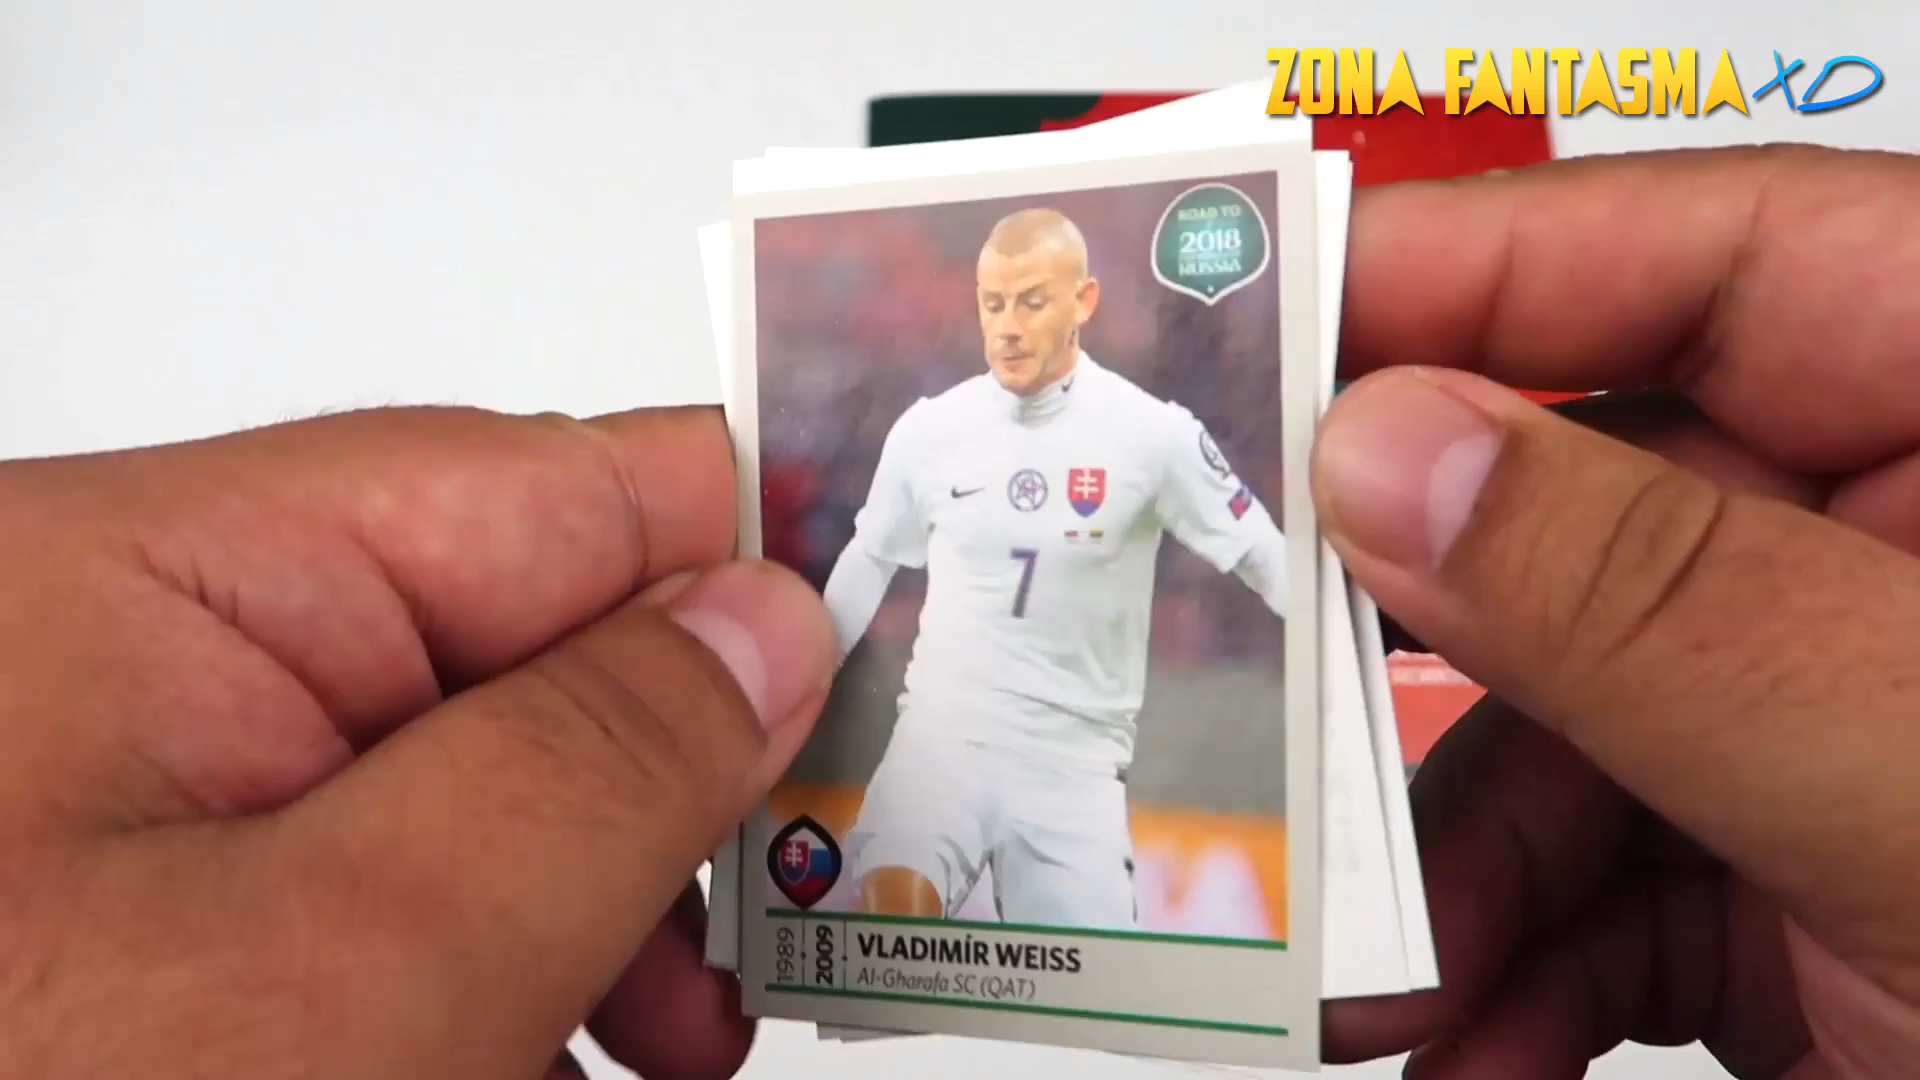 ZONA FANTASMA XD
ROAD TO
2018
RUSSIA
7
1989
2009
VLADIMÍR WEISS
Al-Gharafa SC (QAT)